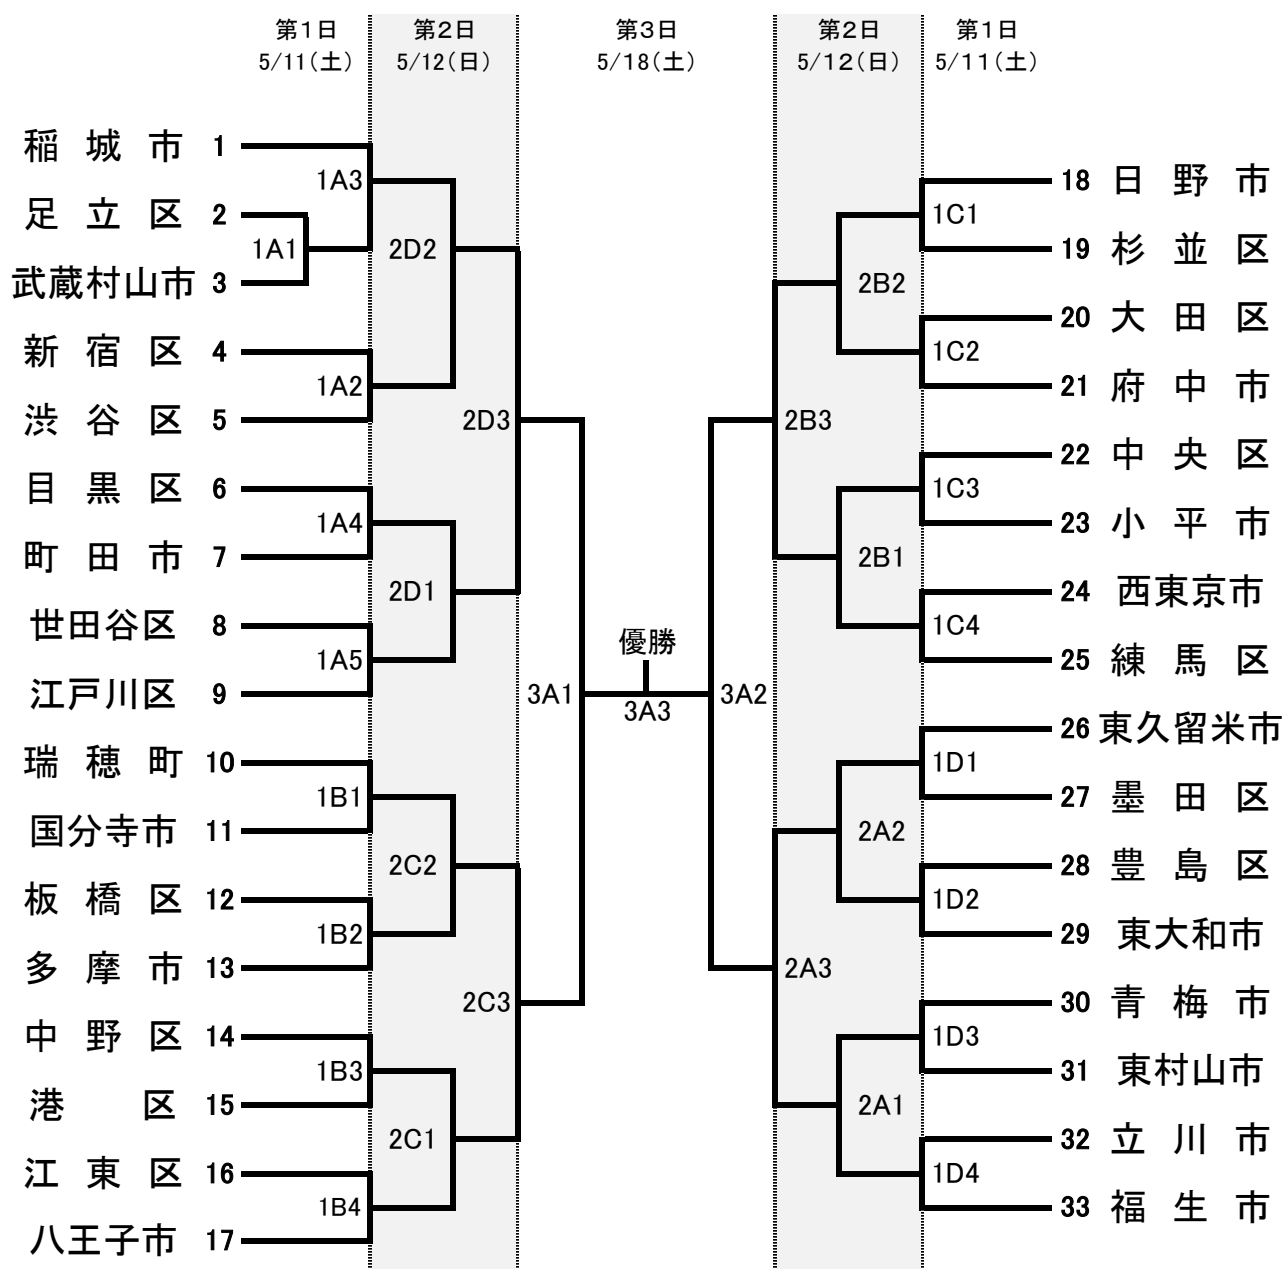 第1日 第2日 第3日 第2日 第1日
5/11(土) 5/12(日) 5/18(土) 5/12(日) 5/11(土)
稲城市 1
1A3
18 日野市
足立区 2
1C1
1A1 2D2
19 杉並区
武蔵村山市 3
2B2
20 大田区
新宿区 4
1C2
1A2
21 府中市
渋谷区 5
2D3 2B3
22 中央区
目黒区 6
1C3
1A4
23 小平市
町田市 7
2B1
2D1
24 西東京市
世田谷区 8
1C4
優勝
1A5
25 練馬区
江戸川区 9
3A1 3A2
3A3
26 東久留米市
瑞穂町 10
1D1
1B1
27 墨田区
国分寺市 11
2A2
2C2
28 豊島区
板橋区 12
1D2
1B2
29 東大和市
多摩市 13
2A3
2C3
30 青梅市
中野区 14
1D3
1B3
31 東村山市
港区 15
2A1
2C1
32 立川市
江東区 16
1D4
1B4
33 福生市
八王子市 17